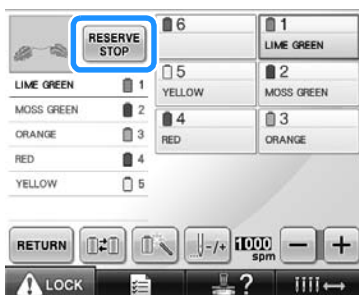 RESERVE
STOP
LIME GREEN 1
MOSS GREEN 2
ORANGE 3
RED 4
YELLOW 5
6
1
LIME GREEN
5
YELLOW
2
MOSS GREEN
4
RED
3
ORANGE
RETURN
-/+
1000
spm
−
+
LOCK
?